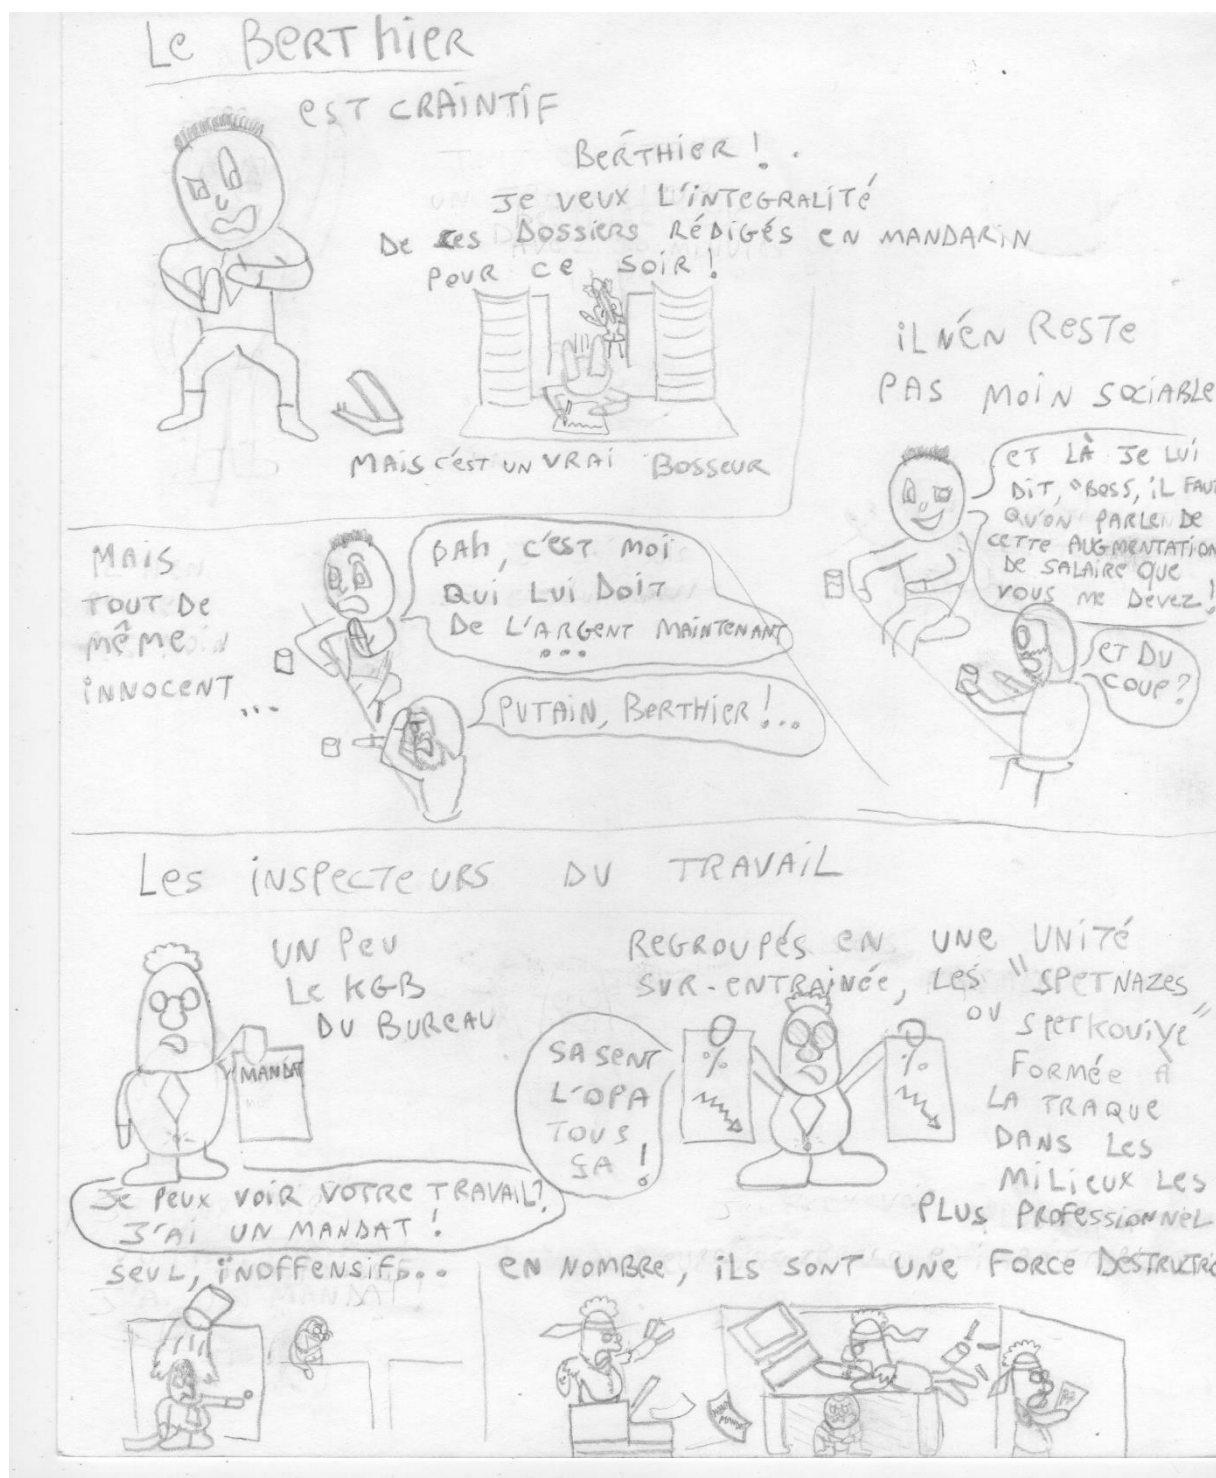 Le BERThieR
est CRAINTIF
BERTHIER !
Je veux L'INTEGRALITÉ
De ces Dossiers RÉDIGÉS en MANDARIN
POUR ce SOIR !
MAIS c'est UN VRAI BOSSEUR
iL N'EN Reste
PAS MOIN SOCIABLE
et LÀ Je LUI
DIT, "BOSS, iL FAUT
QU'ON PARLE DE
CETTE AUGMENTATION
De SALAIRE QUE
VOUS Me Devez !
et DU
COUP ?
MAIS
TOUT De
même
iNNOCENT...
BAh, c'est moi
Qui LUI DOIT
De L'ARGENT MAINTENANT
...
PUTAIN, BERTHIER !...
Les iNSPECTEURS DU TRAVAIL
UN Peu
Le KGB
DU BUREAU
MANDAT
Je Peux VOIR VOTRE TRAVAIL?
J'AI UN MANDAT !
REGROUPÉS EN UNE UNITÉ
SUR-ENTRAINÉE, LES "SPETNAZES
OU SPETKOUIYE"
FORMÉE À
LA TRAQUE
DANS Les
MILIEUX LES
PLUS PROFESSIONNEL
SA SENT
L'OPA
TOUS
ÇA !
%
%
SEUL, INOFFENSIF...
EN NOMBRE, iLS SONT UNE FORCE DESTRUCTRIC